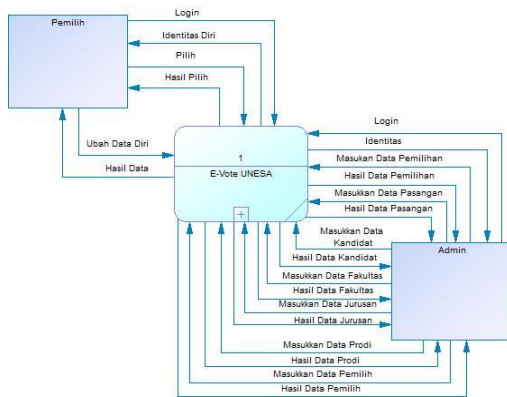 Login
Pemilih
Identitas Diri
Pilih
Hasil Pilih
Ubah Data Diri
Hasil Data
1
E-Vote UNESA
+
Login
Identitas
Masukan Data Pemilihan
Hasil Data Pemilihan
Masukkan Data Pasangan
Hasil Data Pasangan
Masukkan Data
Kandidat
Hasil Data Kandidat
Masukkan Data Fakultas
Hasil Data Fakultas
Masukkan Data Jurusan
Hasil Data Jurusan
Masukkan Data Prodi
Hasil Data Prodi
Masukkan Data Pemilih
Hasil Data Pemilih
Admin